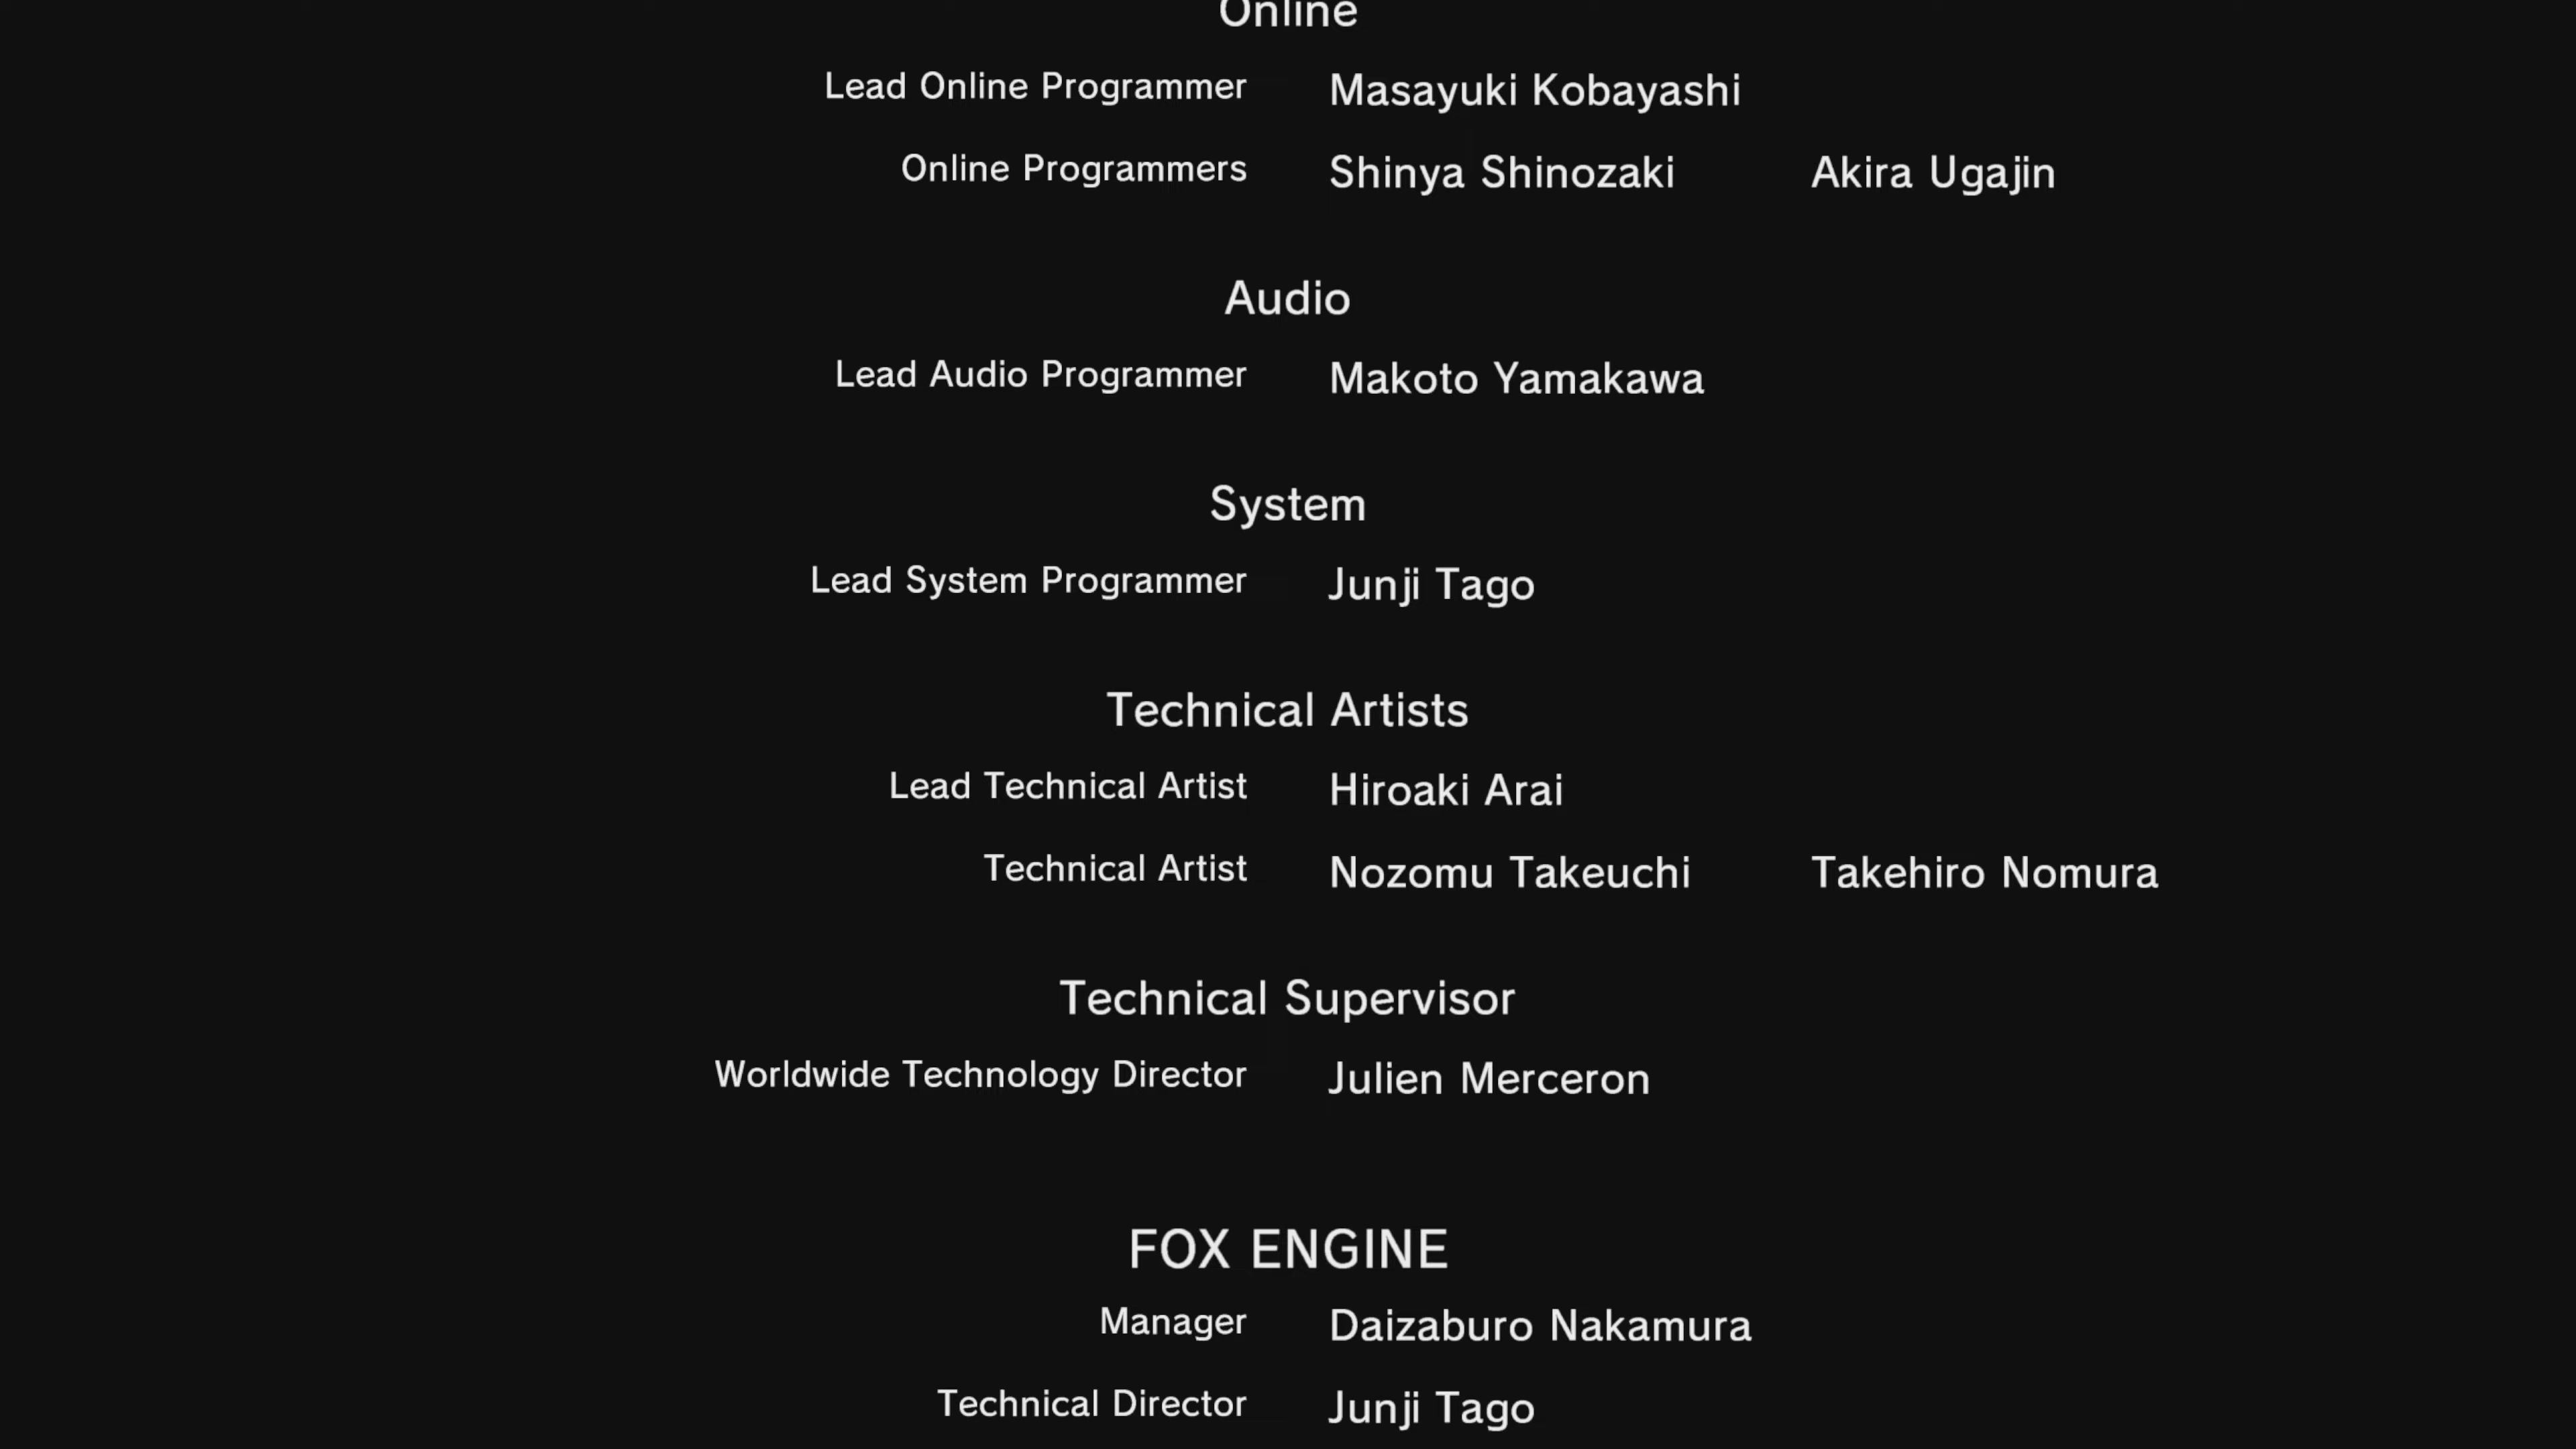 Online
Lead Online Programmer Masayuki Kobayashi
Online Programmers Shinya Shinozaki Akira Ugajin
Audio
Lead Audio Programmer Makoto Yamakawa
System
Lead System Programmer Junji Tago
Technical Artists
Lead Technical Artist Hiroaki Arai
Technical Artist Nozomu Takeuchi Takehiro Nomura
Technical Supervisor
Worldwide Technology Director Julien Merceron
FOX ENGINE
Manager Daizaburo Nakamura
Technical Director Junji Tago